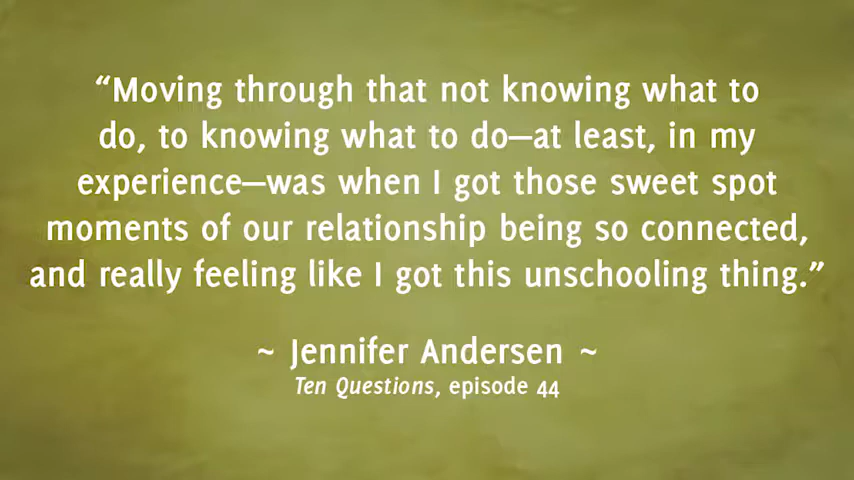 “Moving through that not knowing what to
do, to knowing what to do—at least, in my
experience—was when I got those sweet spot
moments of our relationship being so connected,
and really feeling like I got this unschooling thing.”
~ Jennifer Andersen ~
Ten Questions, episode 44